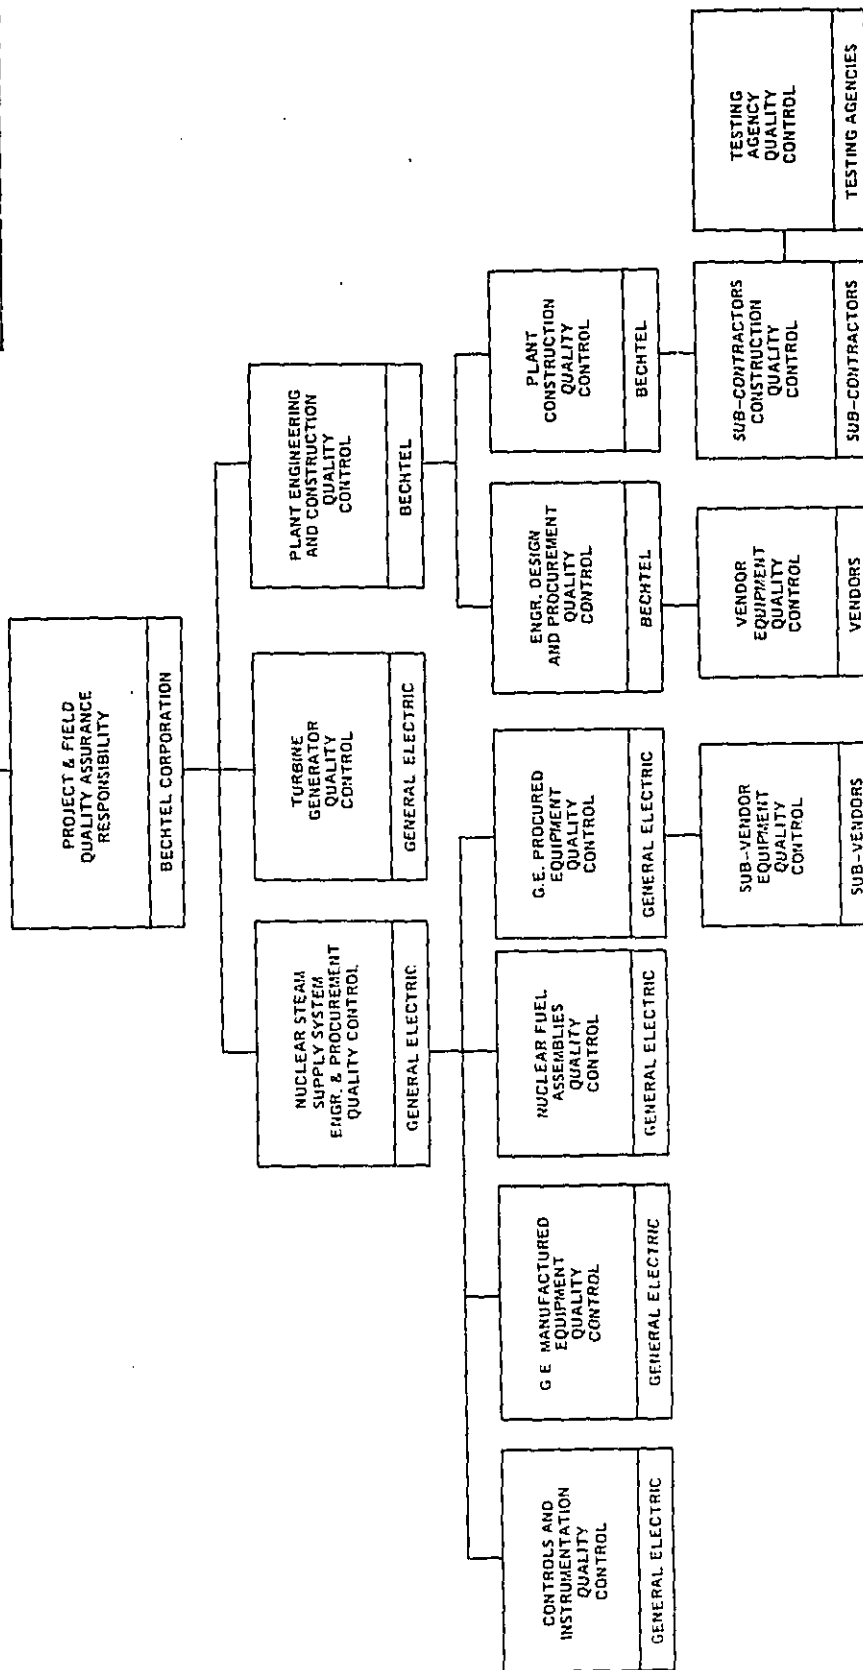 PROJECT & FIELD
QUALITY ASSURANCE
RESPONSIBILITY
BECHTEL CORPORATION
NUCLEAR STEAM
SUPPLY SYSTEM
ENGR. & PROCUREMENT
QUALITY CONTROL
GENERAL ELECTRIC
TURBINE
GENERATOR
QUALITY
CONTROL
GENERAL ELECTRIC
PLANT ENGINEERING
AND CONSTRUCTION
QUALITY
CONTROL
BECHTEL
CONTROLS AND
INSTRUMENTATION
QUALITY
CONTROL
GENERAL ELECTRIC
G E MANUFACTURED
EQUIPMENT
QUALITY
CONTROL
GENERAL ELECTRIC
NUCLEAR FUEL
ASSEMBLIES
QUALITY
CONTROL
GENERAL ELECTRIC
G.E. PROCURED
EQUIPMENT
QUALITY
CONTROL
GENERAL ELECTRIC
ENGR. DESIGN
AND PROCUREMENT
QUALITY
CONTROL
BECHTEL
PLANT
CONSTRUCTION
QUALITY
CONTROL
BECHTEL
SUB-VENDOR
EQUIPMENT
QUALITY
CONTROL
SUB-VENDORS
VENDOR
EQUIPMENT
QUALITY
CONTROL
VENDORS
SUB-CONTRACTORS
CONSTRUCTION
QUALITY
CONTROL
SUB-CONTRACTORS
TESTING
AGENCY
QUALITY
CONTROL
TESTING AGENCIES